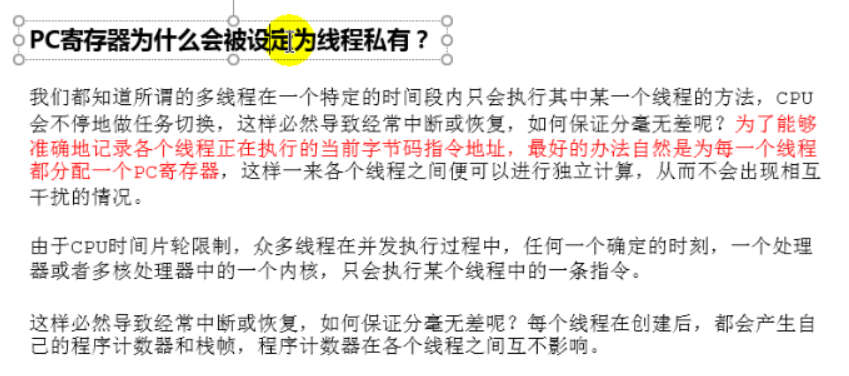 PC寄存器为什么会被设定为线程私有？
我们都知道所谓的多线程在一个特定的时间段内只会执行其中某一个线程的方法，CPU
会不停地做任务切换，这样必然导致经常中断或恢复，如何保证分毫无差呢？为了能够
准确地记录各个线程正在执行的当前字节码指令地址，最好的办法自然是为每一个线程
都分配一个PC寄存器，这样一来各个线程之间便可以进行独立计算，从而不会出现相互
干扰的情况。
由于CPU时间片轮限制，众多线程在并发执行过程中，任何一个确定的时刻，一个处理
器或者多核处理器中的一个内核，只会执行某个线程中的一条指令。
这样必然导致经常中断或恢复，如何保证分毫无差呢？每个线程在创建后，都会产生自
己的程序计数器和栈帧，程序计数器在各个线程之间互不影响。